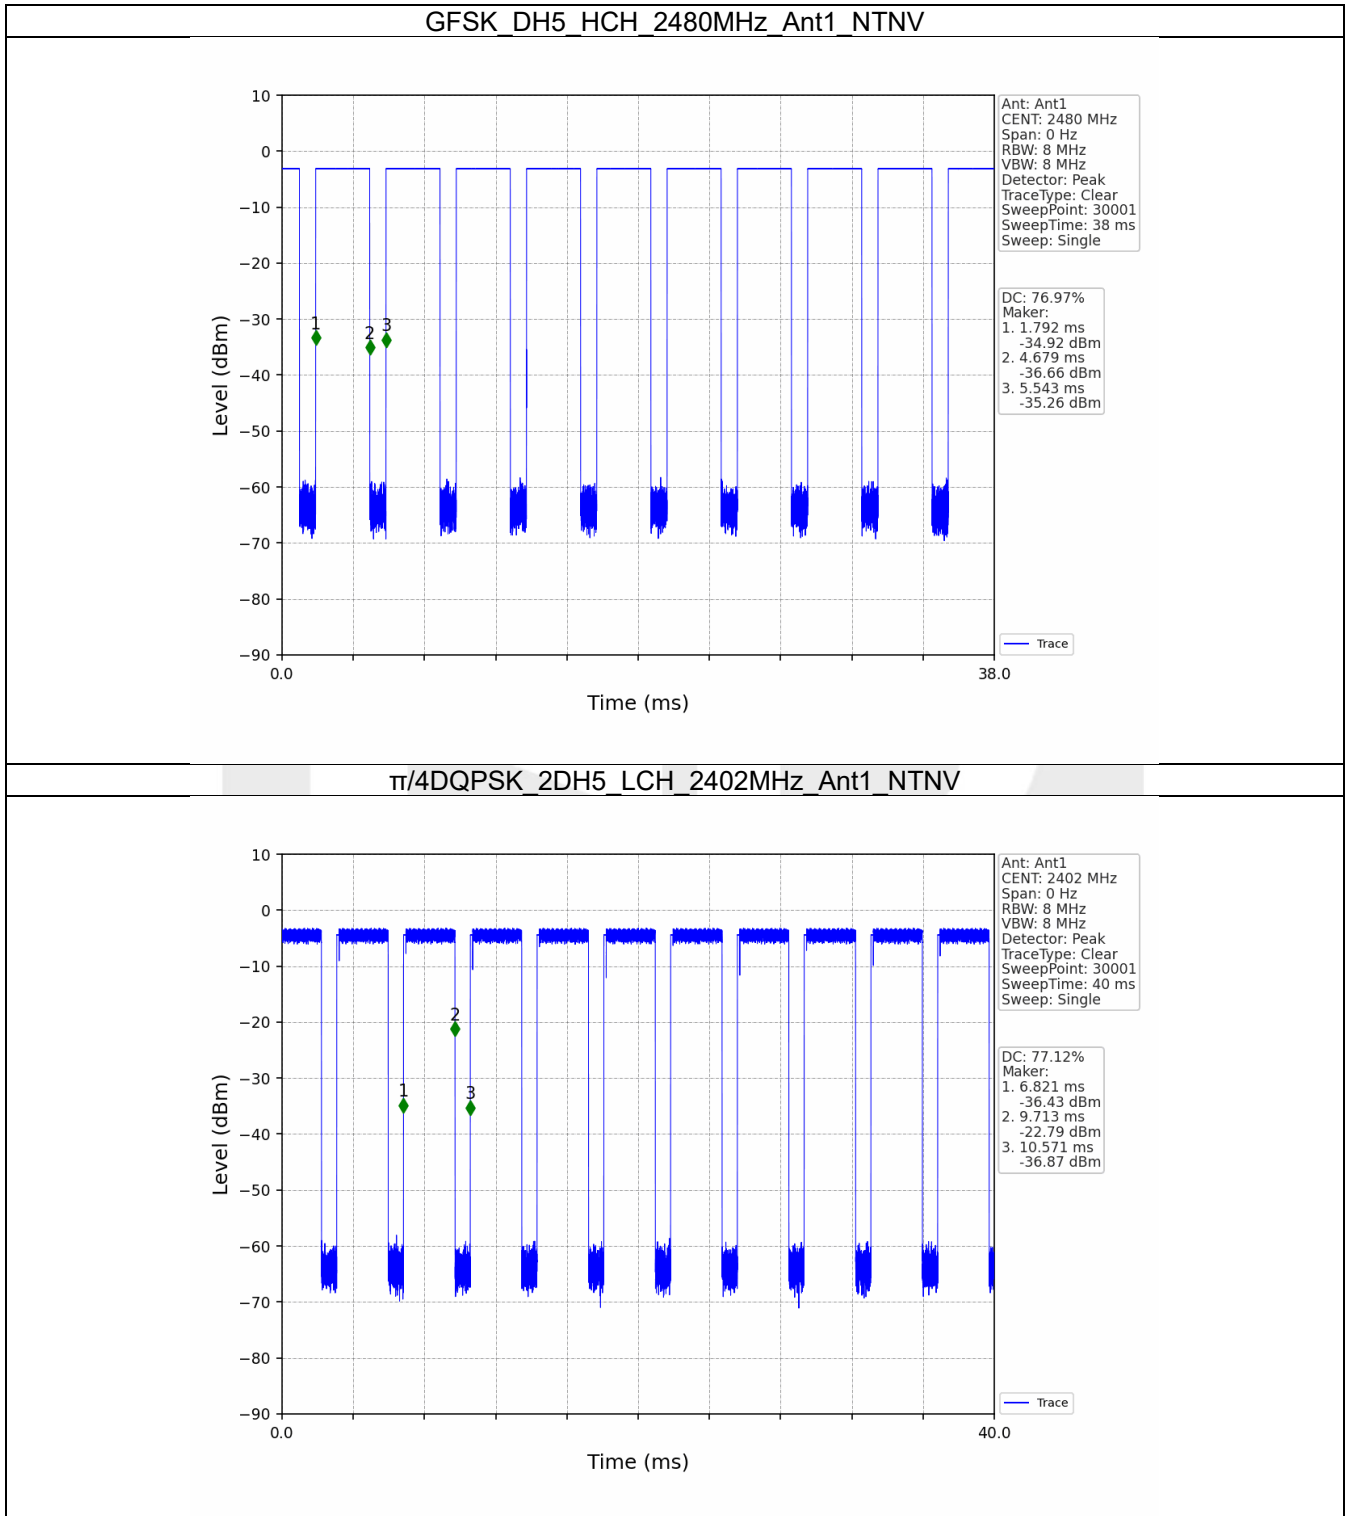 GFSK_DH5_HCH_2480MHz_Ant1_NTNV
10
0
−10
−20
−30
−40
−50
−60
−70
−80
−90
Level (dBm)
0.0
38.0
Time (ms)
1
2
3
Ant: Ant1
CENT: 2480 MHz
Span: 0 Hz
RBW: 8 MHz
VBW: 8 MHz
Detector: Peak
TraceType: Clear
SweepPoint: 30001
SweepTime: 38 ms
Sweep: Single
DC: 76.97%
Maker:
1. 1.792 ms
-34.92 dBm
2. 4.679 ms
-36.66 dBm
3. 5.543 ms
-35.26 dBm
Trace
π/4DQPSK_2DH5_LCH_2402MHz_Ant1_NTNV
10
0
−10
−20
−30
−40
−50
−60
−70
−80
−90
Level (dBm)
0.0
40.0
Time (ms)
1
2
3
Ant: Ant1
CENT: 2402 MHz
Span: 0 Hz
RBW: 8 MHz
VBW: 8 MHz
Detector: Peak
TraceType: Clear
SweepPoint: 30001
SweepTime: 40 ms
Sweep: Single
DC: 77.12%
Maker:
1. 6.821 ms
-36.43 dBm
2. 9.713 ms
-22.79 dBm
3. 10.571 ms
-36.87 dBm
Trace